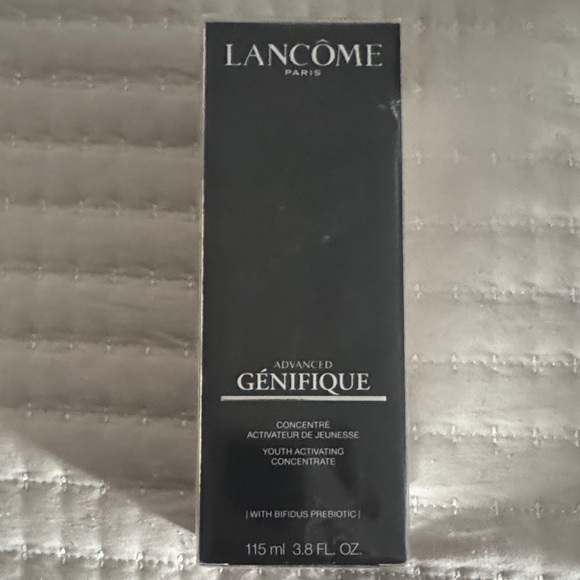 LANCÔME
PARIS
ADVANCED
GÉNIFIQUE
CONCENTRÉ
ACTIVATEUR DE JEUNESSE
YOUTH ACTIVATING
CONCENTRATE
| WITH BIFIDUS PREBIOTIC |
115 ml 3.8 FL. OZ.